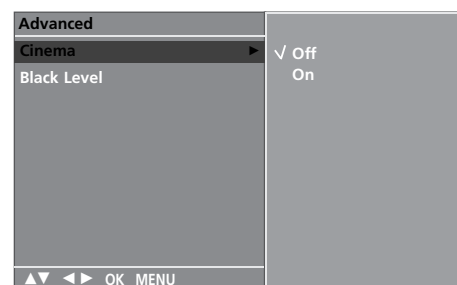 Advanced
Cinema ►
Black Level
√ Off
On
▲▼ ◄► OK MENU